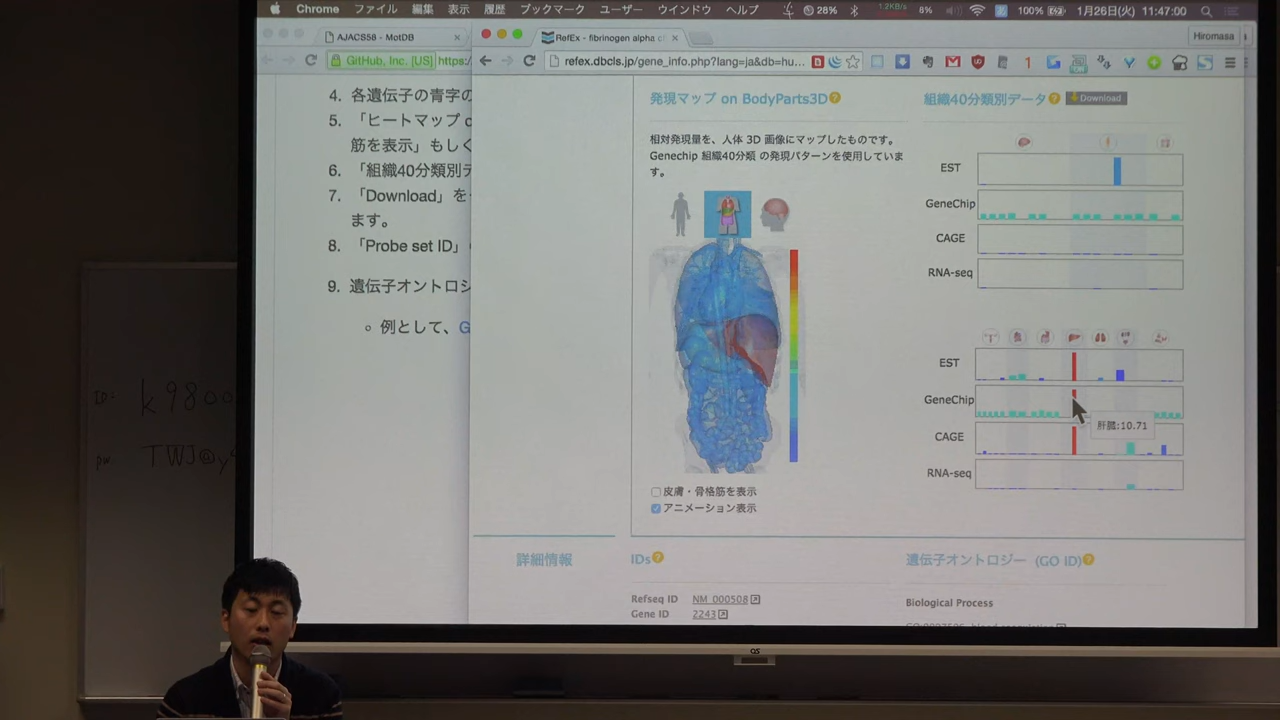 Chrome ファイル 編集 表示 履歴 ブックマーク ユーザー ウインドウ ヘルプ 28% 1.2KB/s 8% 100% 1月26日(火) 11:47:00
AJACS58 - MotDB
RefEx - fibrinogen alpha c
Hiromasa
GitHub, Inc. [US] https:/
refex.dbcls.jp/gene_info.php?lang=ja&db=hu...
4. 各遺伝子の青字の
5. 「ヒートマップ
筋を表示」もしく
6. 「組織40分類別デ
7. 「Download」を
ます。
8. 「Probe set ID」
9. 遺伝子オントロジ
例として、G
発現マップ on BodyParts3D
相対発現量を、人体 3D 画像にマップしたものです。
Genechip 組織40分類 の発現パターンを使用していま
す。
皮膚・骨格筋を表示
アニメーション表示
組織40分類別データ Download
EST
GeneChip
CAGE
RNA-seq
EST
GeneChip
肝臓:10.71
CAGE
RNA-seq
詳細情報
IDs
Refseq ID NM_000508
Gene ID 2243
遺伝子オントロジー (GO ID)
Biological Process
ID: k9800
pw: TWJ@y
QS